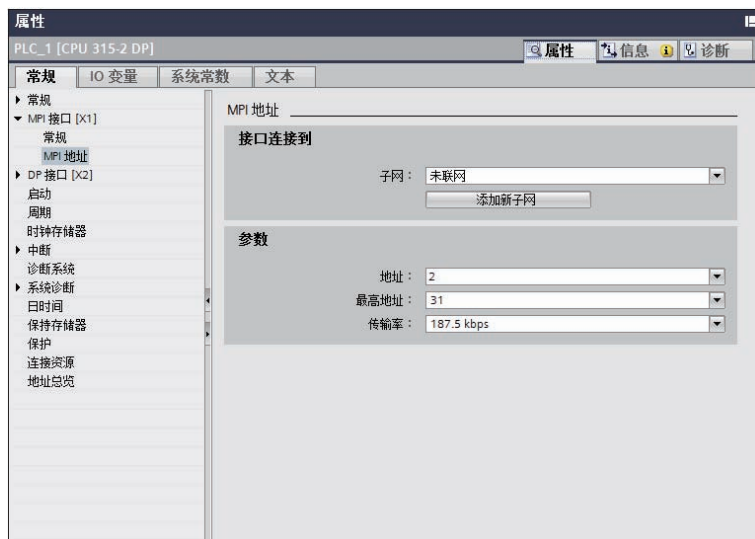 属性
PLC_1 [CPU 315-2 DP]
属性 信息 诊断
常规 IO 变量 系统常数 文本
常规
MPI 接口 [X1]
常规
MPI 地址
DP 接口 [X2]
启动
周期
时钟存储器
中断
诊断系统
系统诊断
日时间
保持存储器
保护
连接资源
地址总览
MPI 地址
接口连接到
子网： 未联网
添加新子网
参数
地址： 2
最高地址： 31
传输率： 187.5 kbps